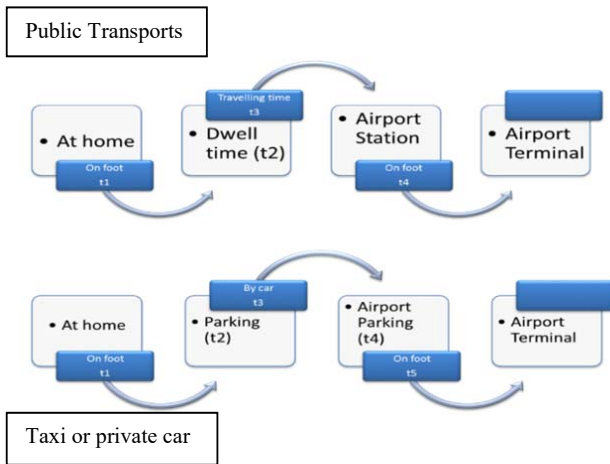 Public Transports
• At home
On foot
t1
Travelling time
t3
• Dwell
time (t2)
• Airport
Station
On foot
t4
• Airport
Terminal
• At home
On foot
t1
By car
t3
• Parking
(t2)
• Airport
Parking
(t4)
On foot
t5
• Airport
Terminal
Taxi or private car